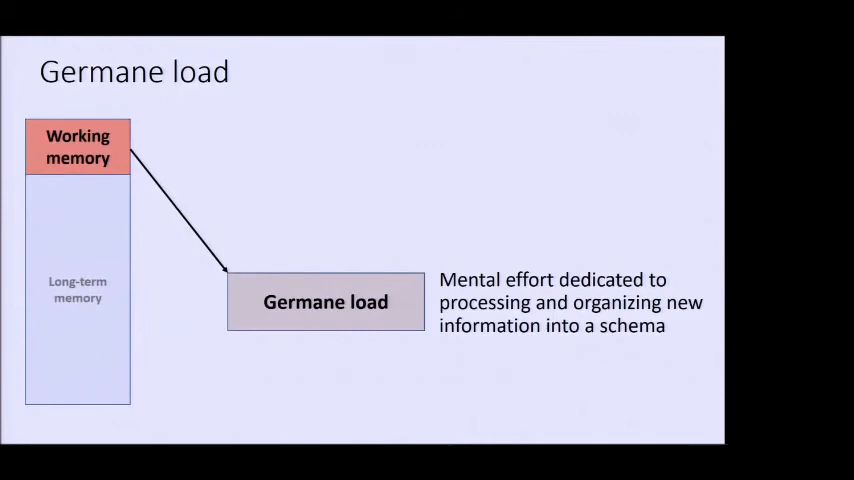 Germane load
Working
memory
Long-term
memory
Germane load
Mental effort dedicated to
processing and organizing new
information into a schema